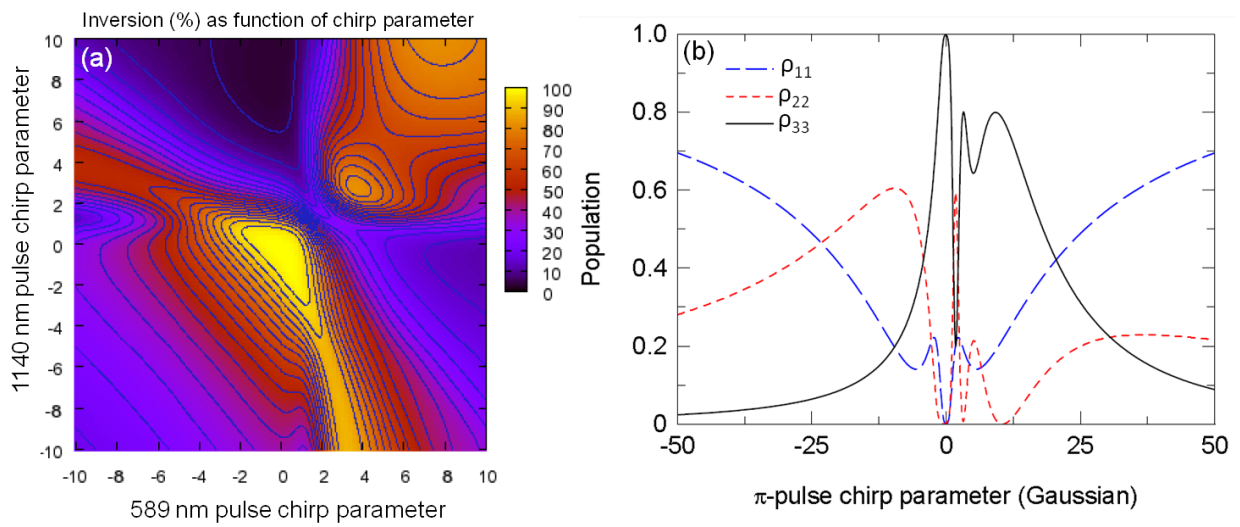 Inversion (%) as function of chirp parameter
(a)
10
8
6
4
2
0
-2
-4
-6
-8
-10
-10 -8 -6 -4 -2 0 2 4 6 8 10
1140 nm pulse chirp parameter
589 nm pulse chirp parameter
100
90
80
70
60
50
40
30
20
10
0
(b)
ρ11
ρ22
ρ33
1.0
0.8
0.6
0.4
0.2
0
Population
-50 -25 0 25 50
π-pulse chirp parameter (Gaussian)